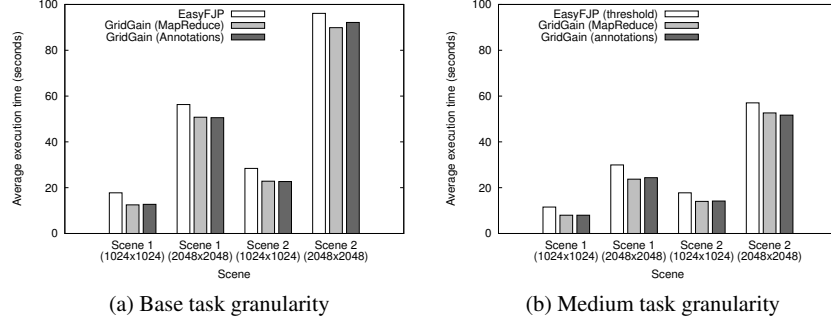 EasyFJP
GridGain (MapReduce)
GridGain (Annotations)
Average execution time (seconds)
100
80
60
40
20
0
Scene 1
(1024x1024)
Scene 1
(2048x2048)
Scene 2
(1024x1024)
Scene 2
(2048x2048)
Scene
(a) Base task granularity
EasyFJP (threshold)
GridGain (MapReduce)
GridGain (annotations)
Average execution time (seconds)
100
80
60
40
20
0
Scene 1
(1024x1024)
Scene 1
(2048x2048)
Scene 2
(1024x1024)
Scene 2
(2048x2048)
Scene
(b) Medium task granularity